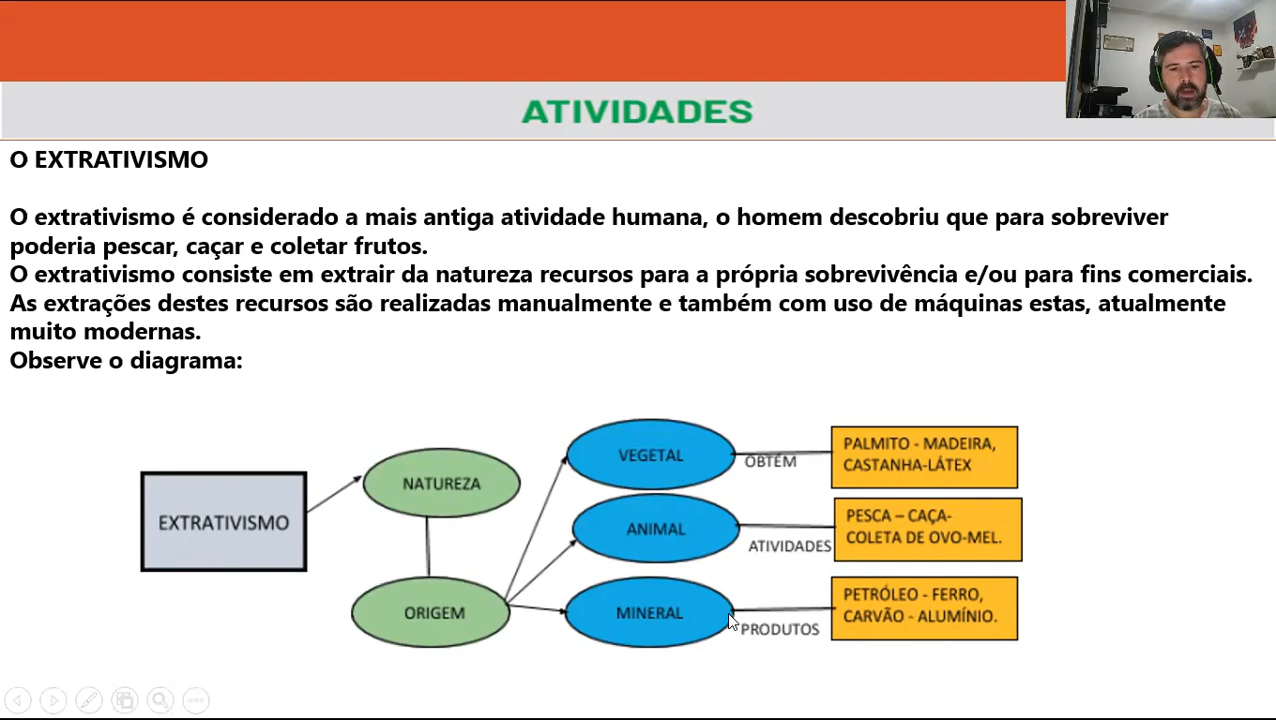 ATIVIDADES
O EXTRATIVISMO
O extrativismo é considerado a mais antiga atividade humana, o homem descobriu que para sobreviver
poderia pescar, caçar e coletar frutos.
O extrativismo consiste em extrair da natureza recursos para a própria sobrevivência e/ou para fins comerciais.
As extrações destes recursos são realizadas manualmente e também com uso de máquinas estas, atualmente
muito modernas.
Observe o diagrama:
EXTRATIVISMO
NATUREZA
ORIGEM
VEGETAL
OBTÉM
PALMITO - MADEIRA,
CASTANHA-LÁTEX
ANIMAL
ATIVIDADES
PESCA – CAÇA-
COLETA DE OVO-MEL.
MINERAL
PRODUTOS
PETRÓLEO - FERRO,
CARVÃO - ALUMÍNIO.